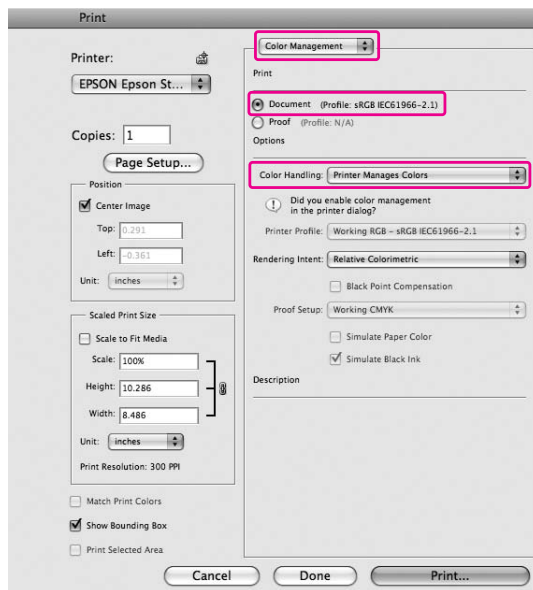 Print
Printer:
EPSON Epson St...
Copies: 1
Page Setup...
Position
Center Image
Top: 0.291
Left: -0.361
Unit: inches
Scaled Print Size
Scale to Fit Media
Scale: 100%
Height: 10.286
Width: 8.486
Unit: inches
Print Resolution: 300 PPI
Match Print Colors
Show Bounding Box
Print Selected Area
Color Management
Print
Document (Profile: sRGB IEC61966-2.1)
Proof (Profile: N/A)
Options
Color Handling: Printer Manages Colors
Did you enable color management
in the printer dialog?
Printer Profile: Working RGB - sRGB IEC61966-2.1
Rendering Intent: Relative Colorimetric
Black Point Compensation
Proof Setup: Working CMYK
Simulate Paper Color
Simulate Black Ink
Description
Cancel
Done
Print...